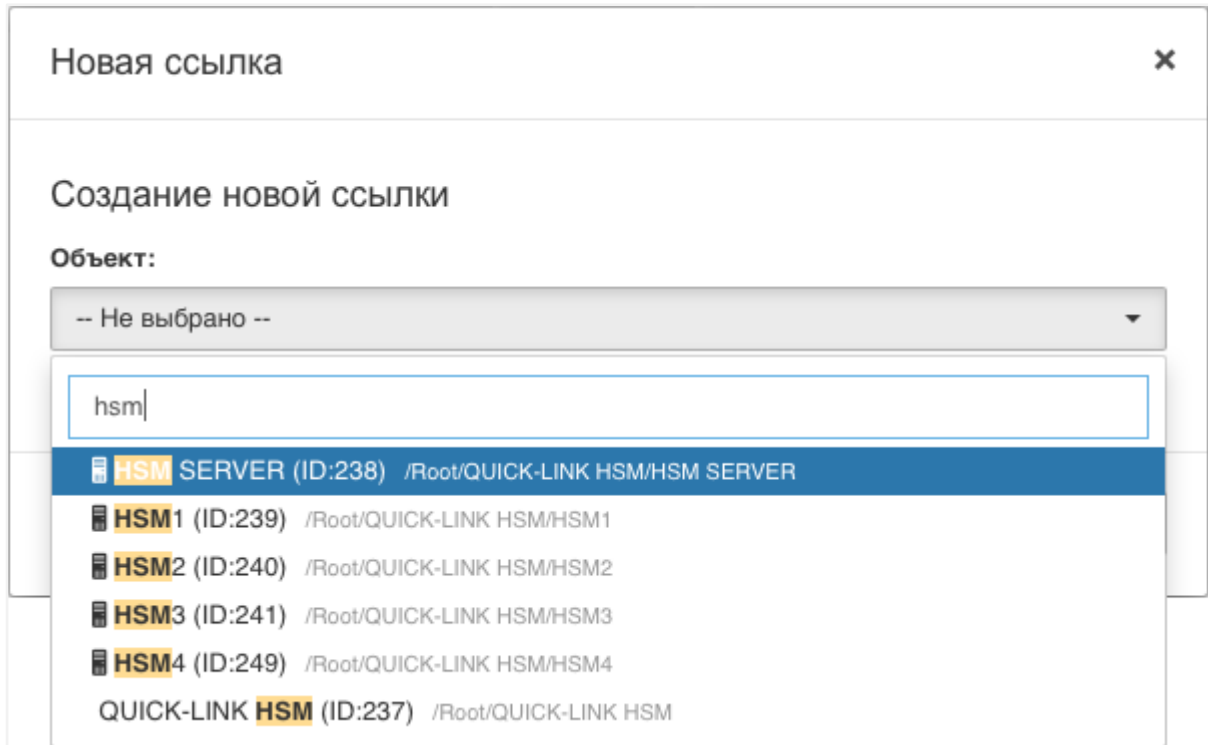 Новая ссылка ×
Создание новой ссылки
Объект:
-- Не выбрано --
hsm
HSM SERVER (ID:238) /Root/QUICK-LINK HSM/HSM SERVER
HSM1 (ID:239) /Root/QUICK-LINK HSM/HSM1
HSM2 (ID:240) /Root/QUICK-LINK HSM/HSM2
HSM3 (ID:241) /Root/QUICK-LINK HSM/HSM3
HSM4 (ID:249) /Root/QUICK-LINK HSM/HSM4
QUICK-LINK HSM (ID:237) /Root/QUICK-LINK HSM